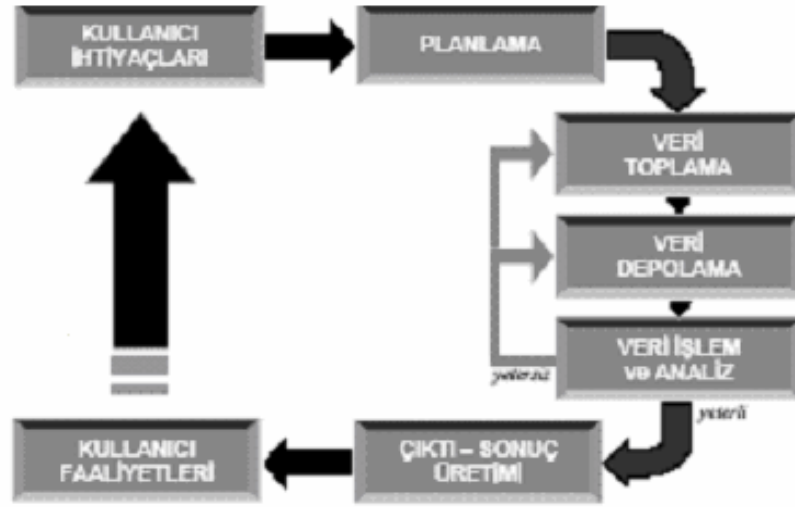 KULLANICI
İHTİYAÇLARI
PLANLAMA
VERİ
TOPLAMA
VERİ
DEPOLAMA
VERİ İŞLEM
ve ANALİZ
yetersiz
yeterli
ÇIKTI – SONUÇ
ÜRETİMİ
KULLANICI
FAALİYETLERİ